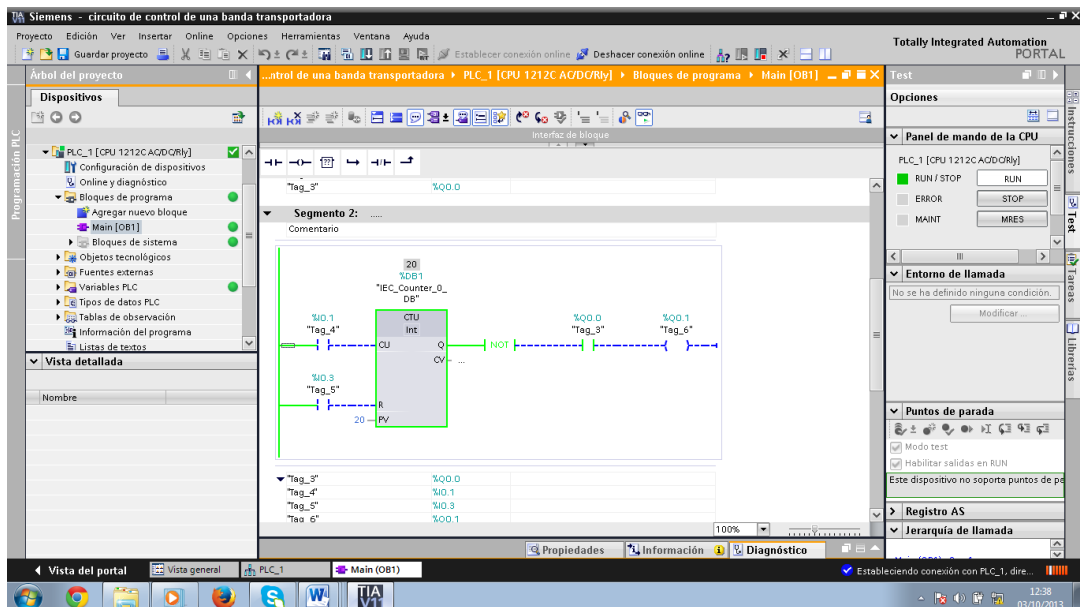 Siemens - circuito de control de una banda transportadora
Proyecto Edición Ver Insertar Online Opciones Herramientas Ventana Ayuda
Guardar proyecto
Establecer conexión online
Deshacer conexión online
Totally Integrated Automation
PORTAL
Árbol del proyecto
...ntrol de una banda transportadora
PLC_1 [CPU 1212C AC/DC/Rly]
Bloques de programa
Main [OB1]
Test
Dispositivos
Opciones
Programación PLC
PLC_1 [CPU 1212C AC/DC/Rly]
Configuración de dispositivos
Online y diagnóstico
Bloques de programa
Agregar nuevo bloque
Main [OB1]
Bloques de sistema
Objetos tecnológicos
Fuentes externas
Variables PLC
Tipos de datos PLC
Tablas de observación
Información del programa
Listas de textos
Vista detallada
Nombre
Interfaz de bloque
"Tag_3" %Q0.0
Segmento 2: .....
Comentario
20
%DB1
"IEC_Counter_0_
DB"
CTU
Int
%I0.1
"Tag_4"
CU
Q
NOT
%Q0.0
"Tag_3"
%Q0.1
"Tag_6"
CV ...
%I0.3
"Tag_5"
R
20 PV
"Tag_3" %Q0.0
"Tag_4" %I0.1
"Tag_5" %I0.3
"Tag_6" %Q0.1
100%
Propiedades
Información
Diagnóstico
Panel de mando de la CPU
PLC_1 [CPU 1212C AC/DC/Rly]
RUN / STOP RUN
ERROR STOP
MAINT MRES
Entorno de llamada
No se ha definido ninguna condición.
Modificar ...
Puntos de parada
Modo test
Habilitar salidas en RUN
Este dispositivo no soporta puntos de pa
Registro AS
Jerarquía de llamada
Instrucciones
Test
Tareas
Librerías
Vista del portal
Vista general
PLC_1
Main (OB1)
Estableciendo conexión con PLC_1, dire...
TIA
V11
12:38
03/10/2013